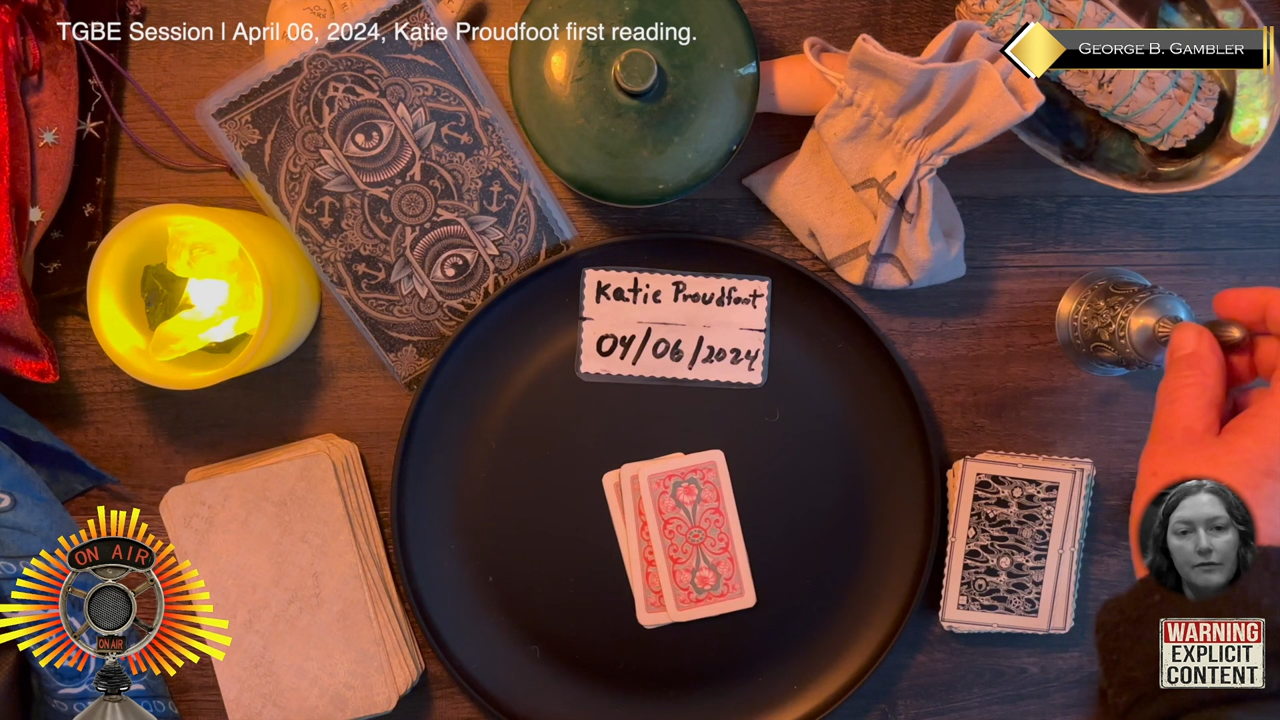 TGBE Session | April 06, 2024, Katie Proudfoot first reading.
GEORGE B. GAMBLER
Katie Proudfoot
04/06/2024
ON AIR
ON AIR
WARNING
EXPLICIT
CONTENT